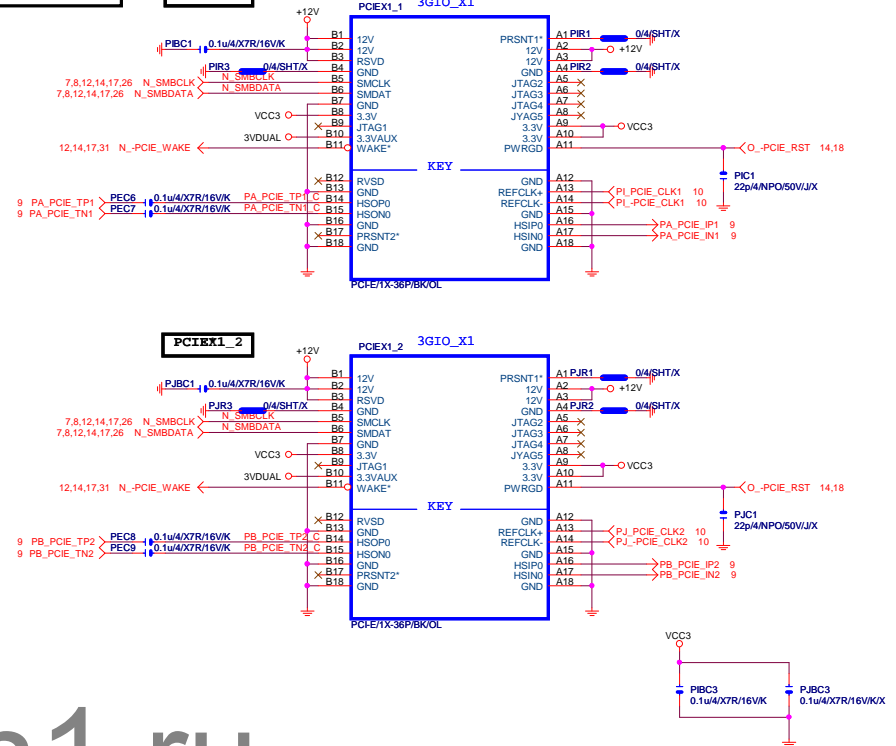 +12V PCIEX1_1 3GIO_X1
PIBC1 0.1u/4/X7R/16V/K B1 12V PRSNT1* A1 PIR1 0/4/SHT/X
B2 12V 12V A2 +12V
B3 RSVD 12V A3
PIR3 0/4/SHT/X B4 GND GND A4 PIR2 0/4/SHT/X
7,8,12,14,17,26 N_SMBCLK N_SMBCLK B5 SMCLK JTAG2 A5
7,8,12,14,17,26 N_SMBDATA N_SMBDATA B6 SMDAT JTAG3 A6
B7 GND JTAG4 A7
VCC3 B8 3.3V JYAG5 A8
B9 JTAG1 3.3V A9 VCC3
3VDUAL B10 3.3VAUX 3.3V A10
12,14,17,31 N_-PCIE_WAKE B11 WAKE* PWRGD A11 O_-PCIE_RST 14,18
KEY
PIC1
22p/4/NPO/50V/J/X
B12 RVSD GND A12
B13 GND REFCLK+ A13 PI_PCIE_CLK1 10
9 PA_PCIE_TP1 PEC6 0.1u/4/X7R/16V/K PA_PCIE_TP1_C B14 HSOP0 REFCLK- A14 PI_-PCIE_CLK1 10
9 PA_PCIE_TN1 PEC7 0.1u/4/X7R/16V/K PA_PCIE_TN1_C B15 HSON0 GND A15
B16 GND HSIP0 A16 PA_PCIE_IP1 9
B17 PRSNT2* HSIN0 A17 PA_PCIE_IN1 9
B18 GND GND A18
PCI-E/1X-36P/BK/OL
PCIEX1_2
+12V PCIEX1_2 3GIO_X1
PJBC1 0.1u/4/X7R/16V/K B1 12V PRSNT1* A1 PJR1 0/4/SHT/X
B2 12V 12V A2 +12V
B3 RSVD 12V A3
PJR3 0/4/SHT/X B4 GND GND A4 PJR2 0/4/SHT/X
7,8,12,14,17,26 N_SMBCLK N_SMBCLK B5 SMCLK JTAG2 A5
7,8,12,14,17,26 N_SMBDATA N_SMBDATA B6 SMDAT JTAG3 A6
B7 GND JTAG4 A7
VCC3 B8 3.3V JYAG5 A8
B9 JTAG1 3.3V A9 VCC3
3VDUAL B10 3.3VAUX 3.3V A10
12,14,17,31 N_-PCIE_WAKE B11 WAKE* PWRGD A11 O_-PCIE_RST 14,18
KEY
PJC1
22p/4/NPO/50V/J/X
B12 RVSD GND A12
B13 GND REFCLK+ A13 PJ_PCIE_CLK2 10
9 PB_PCIE_TP2 PEC8 0.1u/4/X7R/16V/K PB_PCIE_TP2_C B14 HSOP0 REFCLK- A14 PJ_-PCIE_CLK2 10
9 PB_PCIE_TN2 PEC9 0.1u/4/X7R/16V/K PB_PCIE_TN2_C B15 HSON0 GND A15
B16 GND HSIP0 A16 PB_PCIE_IP2 9
B17 PRSNT2* HSIN0 A17 PB_PCIE_IN2 9
B18 GND GND A18
PCI-E/1X-36P/BK/OL
VCC3
PIBC3
0.1u/4/X7R/16V/K
PJBC3
0.1u/4/X7R/16V/K/X